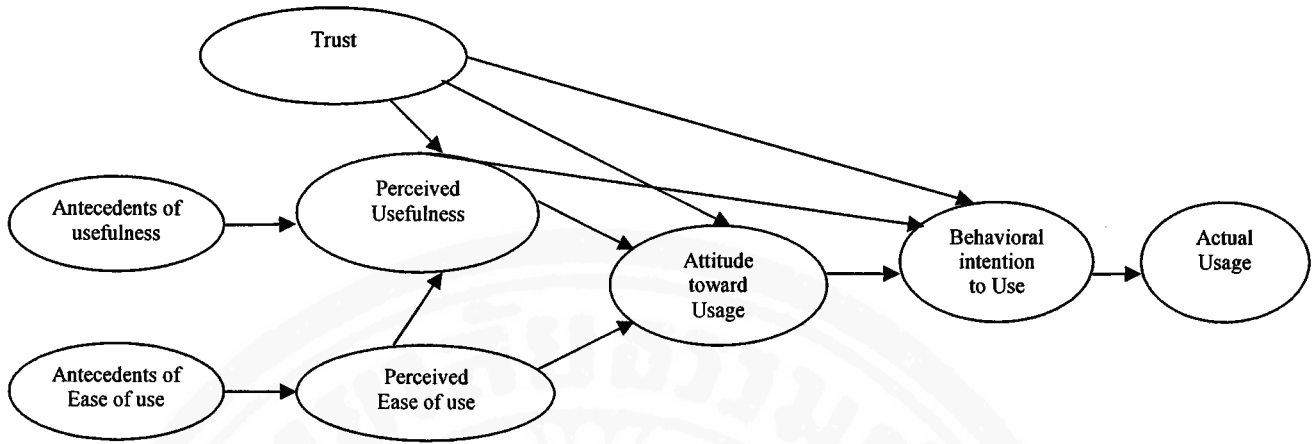 Trust
Perceived
Usefulness
Antecedents of
usefulness
Behavioral
intention
to Use
Actual
Usage
Attitude
toward
Usage
Antecedents of
Ease of use
Perceived
Ease of use